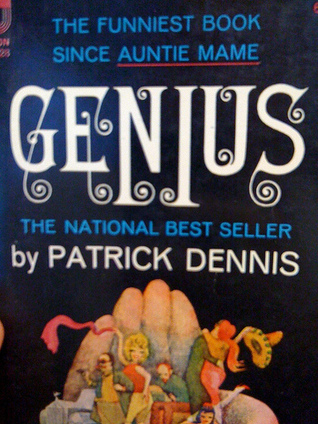 THE FUNNIEST BOOK
SINCE AUNTIE MAME
GENIUS
THE NATIONAL BEST SELLER
by PATRICK DENNIS